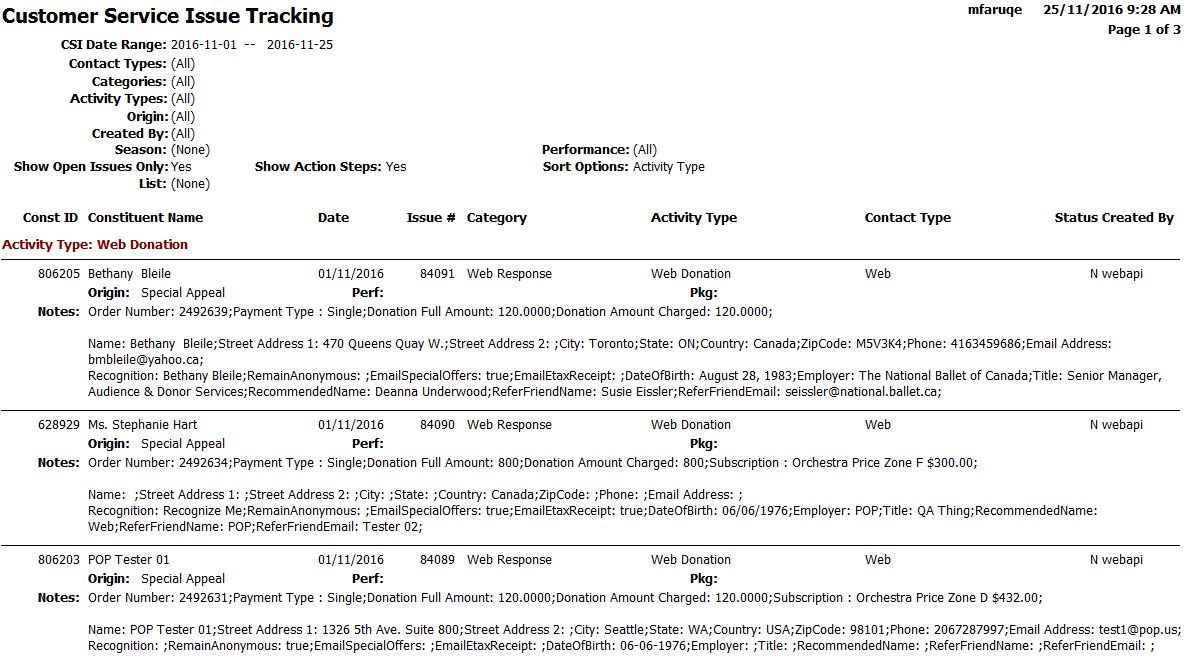 Customer Service Issue Tracking
mfaruqe 25/11/2016 9:28 AM
Page 1 of 3
CSI Date Range: 2016-11-01 -- 2016-11-25
Contact Types: (All)
Categories: (All)
Activity Types: (All)
Origin: (All)
Created By: (All)
Season: (None) Performance: (All)
Show Open Issues Only: Yes Show Action Steps: Yes Sort Options: Activity Type
List: (None)
Const ID Constituent Name Date Issue # Category Activity Type Contact Type Status Created By
Activity Type: Web Donation
806205 Bethany Bleile 01/11/2016 84091 Web Response Web Donation Web N webapi
Origin: Special Appeal Perf: Pkg:
Notes: Order Number: 2492639;Payment Type : Single;Donation Full Amount: 120.0000;Donation Amount Charged: 120.0000;
Name: Bethany Bleile;Street Address 1: 470 Queens Quay W.;Street Address 2: ;City: Toronto;State: ON;Country: Canada;ZipCode: M5V3K4;Phone: 4163459686;Email Address:
bmbleile@yahoo.ca;
Recognition: Bethany Bleile;RemainAnonymous: ;EmailSpecialOffers: true;EmailEtaxReceipt: ;DateOfBirth: August 28, 1983;Employer: The National Ballet of Canada;Title: Senior Manager,
Audience & Donor Services;RecommendedName: Deanna Underwood;ReferFriendName: Susie Eissler;ReferFriendEmail: seissler@national.ballet.ca;
628929 Ms. Stephanie Hart 01/11/2016 84090 Web Response Web Donation Web N webapi
Origin: Special Appeal Perf: Pkg:
Notes: Order Number: 2492634;Payment Type : Single;Donation Full Amount: 800;Donation Amount Charged: 800;Subscription : Orchestra Price Zone F $300.00;
Name: ;Street Address 1: ;Street Address 2: ;City: ;State: ;Country: Canada;ZipCode: ;Phone: ;Email Address: ;
Recognition: Recognize Me;RemainAnonymous: ;EmailSpecialOffers: true;EmailEtaxReceipt: true;DateOfBirth: 06/06/1976;Employer: POP;Title: QA Thing;RecommendedName:
Web;ReferFriendName: POP;ReferFriendEmail: Tester 02;
806203 POP Tester 01 01/11/2016 84089 Web Response Web Donation Web N webapi
Origin: Special Appeal Perf: Pkg:
Notes: Order Number: 2492631;Payment Type : Single;Donation Full Amount: 120.0000;Donation Amount Charged: 120.0000;Subscription : Orchestra Price Zone D $432.00;
Name: POP Tester 01;Street Address 1: 1326 5th Ave. Suite 800;Street Address 2: ;City: Seattle;State: WA;Country: USA;ZipCode: 98101;Phone: 2067287997;Email Address: test1@pop.us;
Recognition: ;RemainAnonymous: true;EmailSpecialOffers: ;EmailEtaxReceipt: ;DateOfBirth: 06-06-1976;Employer: ;Title: ;RecommendedName: ;ReferFriendName: ;ReferFriendEmail: ;